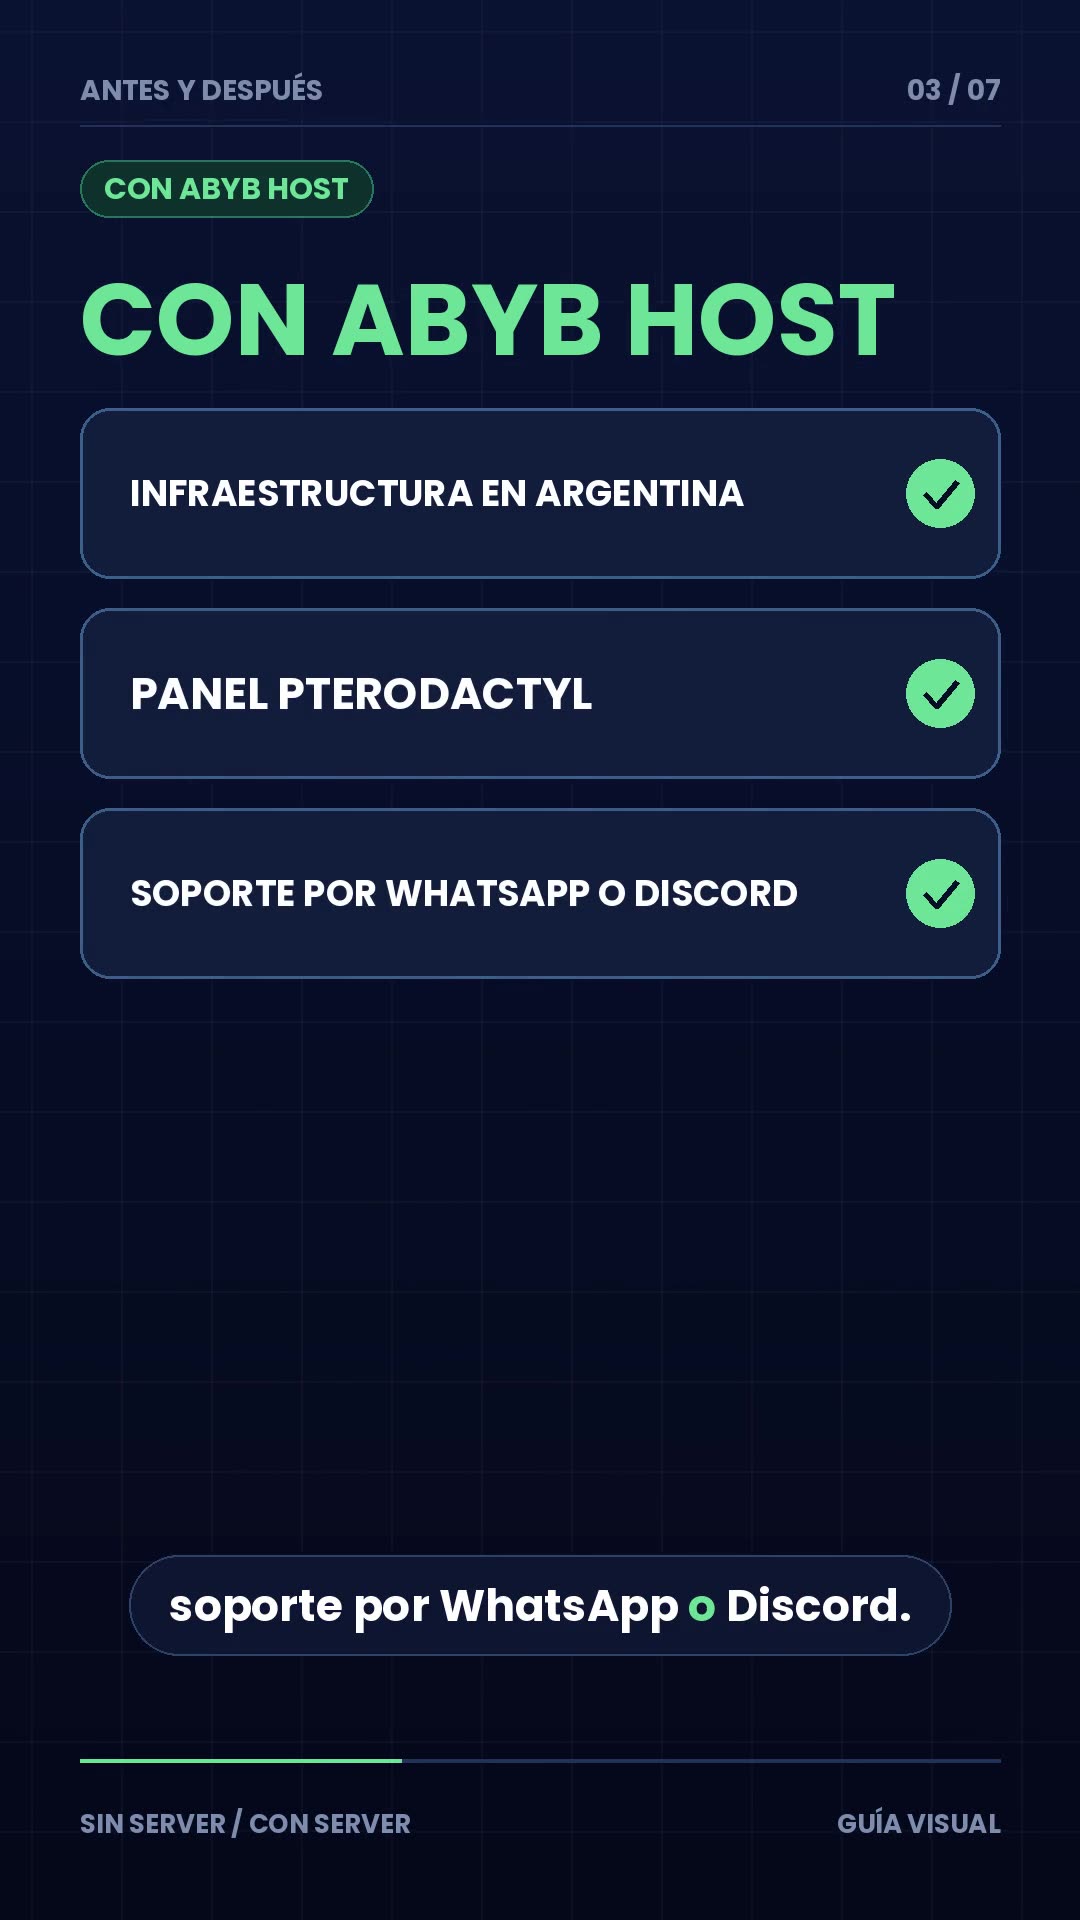 ANTES Y DESPUÉS
03 / 07
CON ABYB HOST
CON ABYB HOST
INFRAESTRUCTURA EN ARGENTINA
PANEL PTERODACTYL
SOPORTE POR WHATSAPP O DISCORD
soporte por WhatsApp o Discord.
SIN SERVER / CON SERVER
GUÍA VISUAL